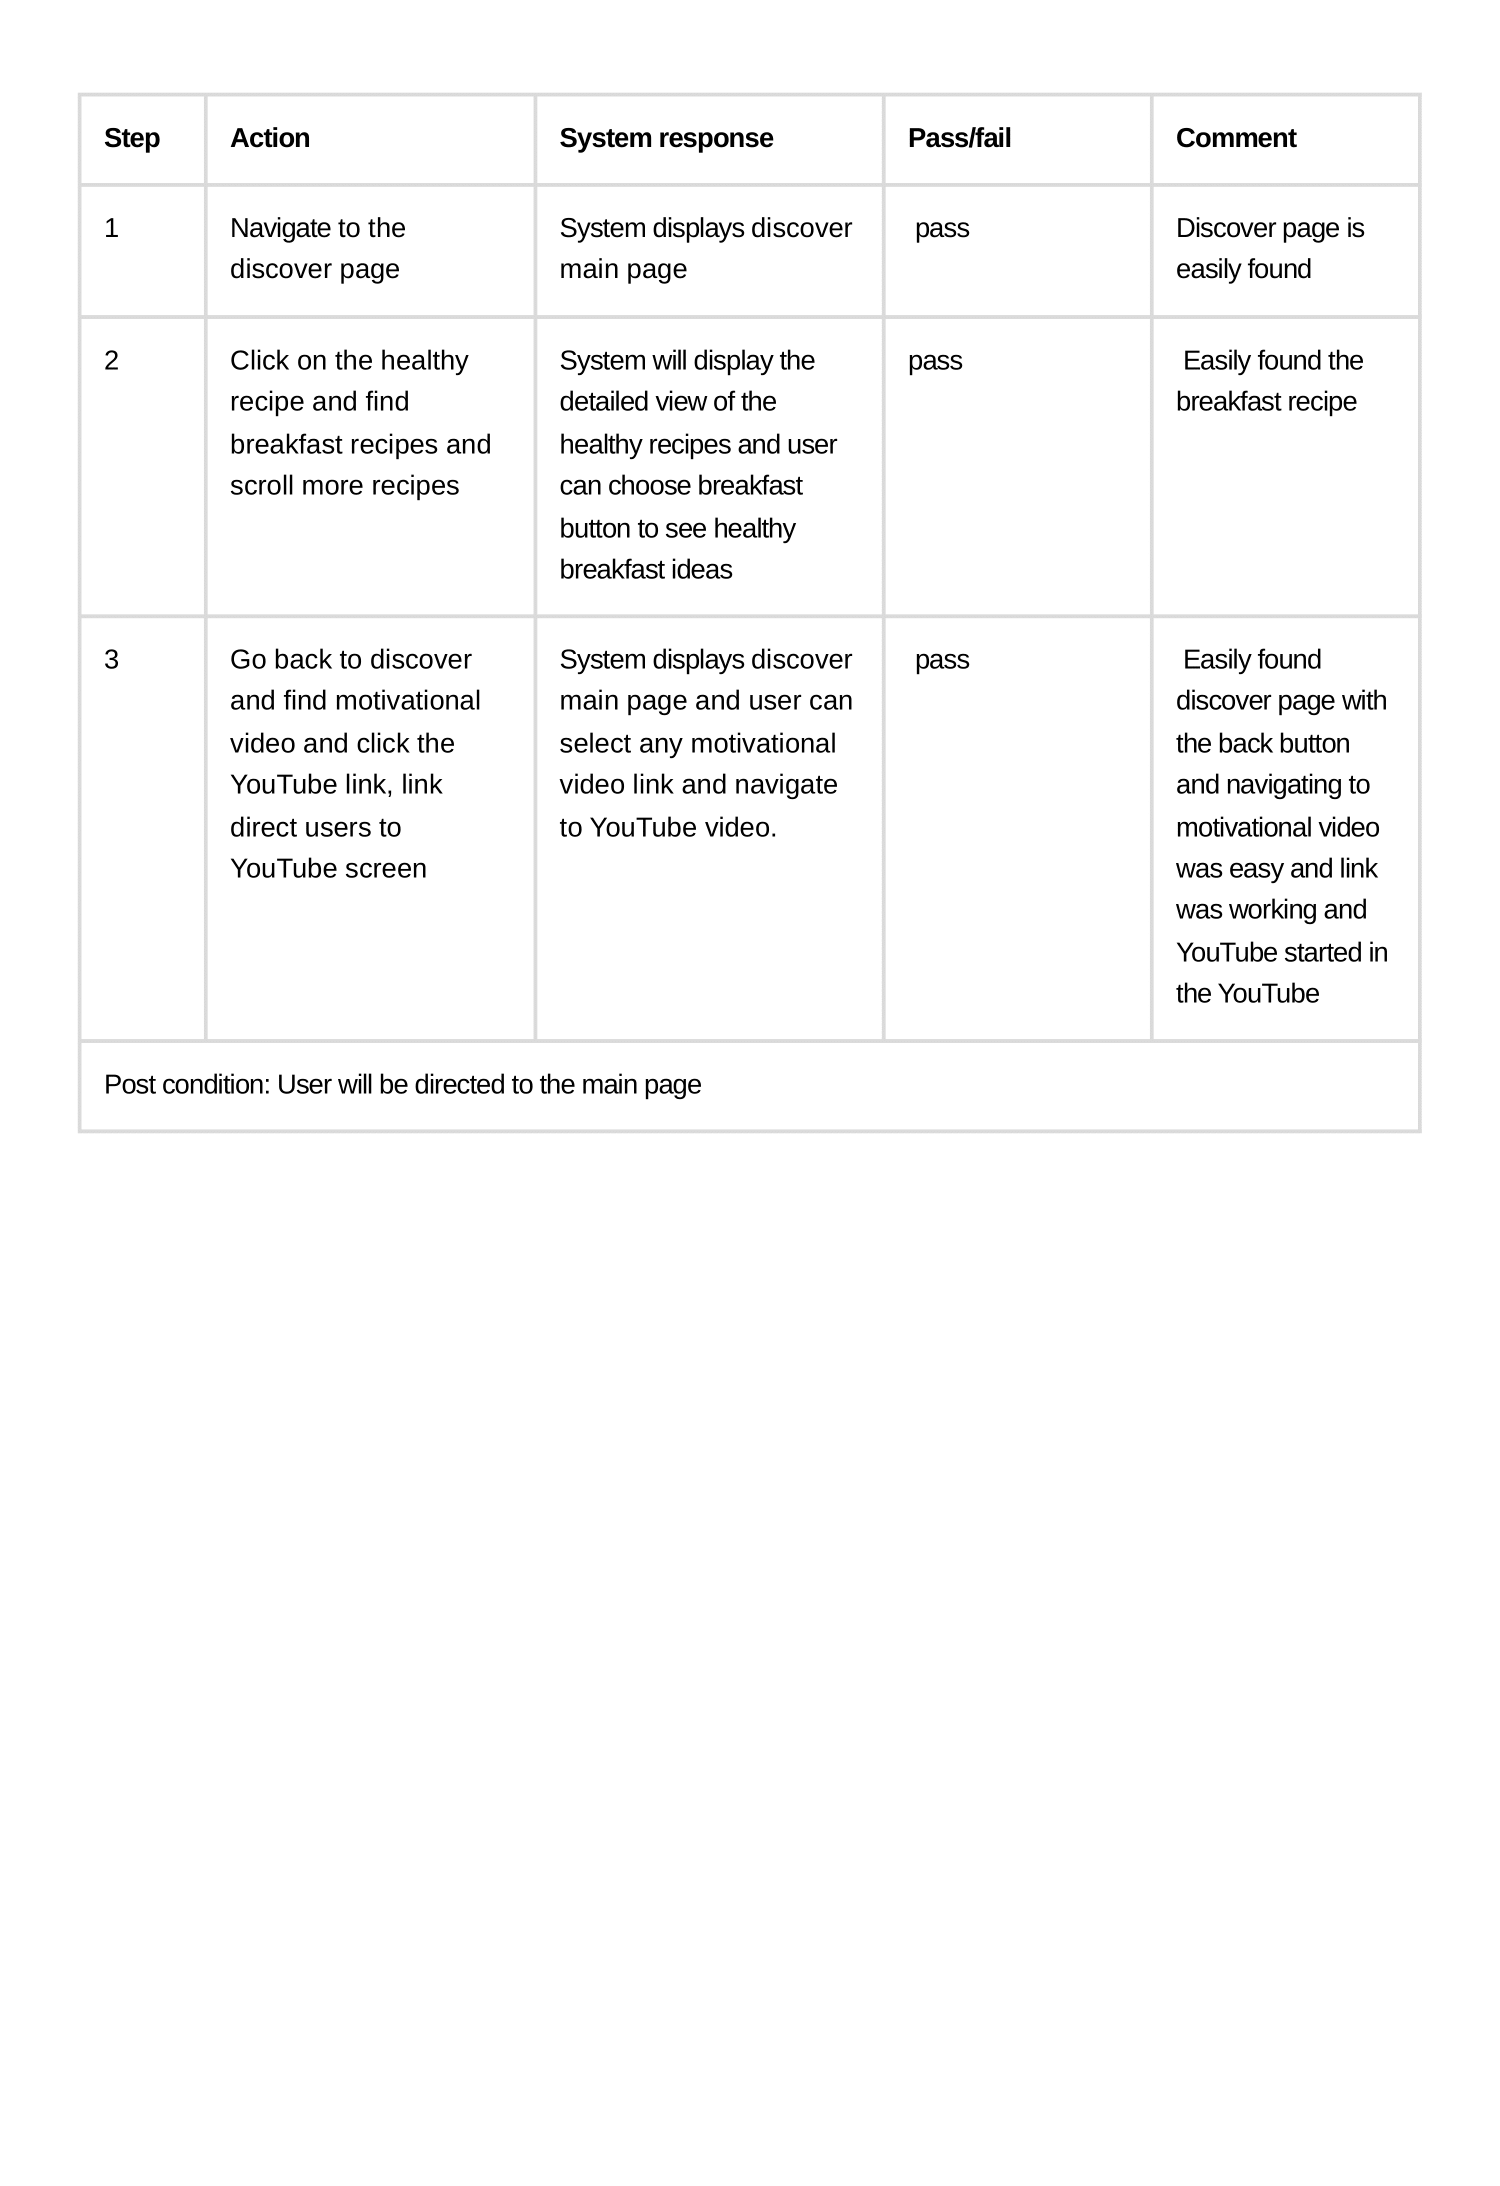 Step Action System response Pass/fail Comment
1 Navigate to the System displays discover pass Discover page is
discover page main page easily found
2 Click on the healthy System will display the pass Easily found the
recipe and find detailed view of the breakfast recipe
breakfast recipes and healthy recipes and user
scroll more recipes can choose breakfast
button to see healthy
breakfast ideas
3 Go back to discover System displays discover pass Easily found
and find motivational main page and user can discover page with
video and click the select any motivational the back button
YouTube link, link video link and navigate and navigating to
direct users to to YouTube video. motivational video
YouTube screen was easy and link
was working and
YouTube started in
the YouTube
Post condition: User will be directed to the main page